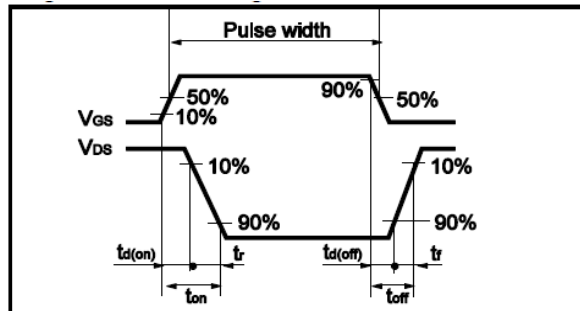 Pulse width
90%
50%
50%
10%
VGS
VDS
10%
10%
90%
90%
td(on)
tr
td(off)
tf
ton
toff